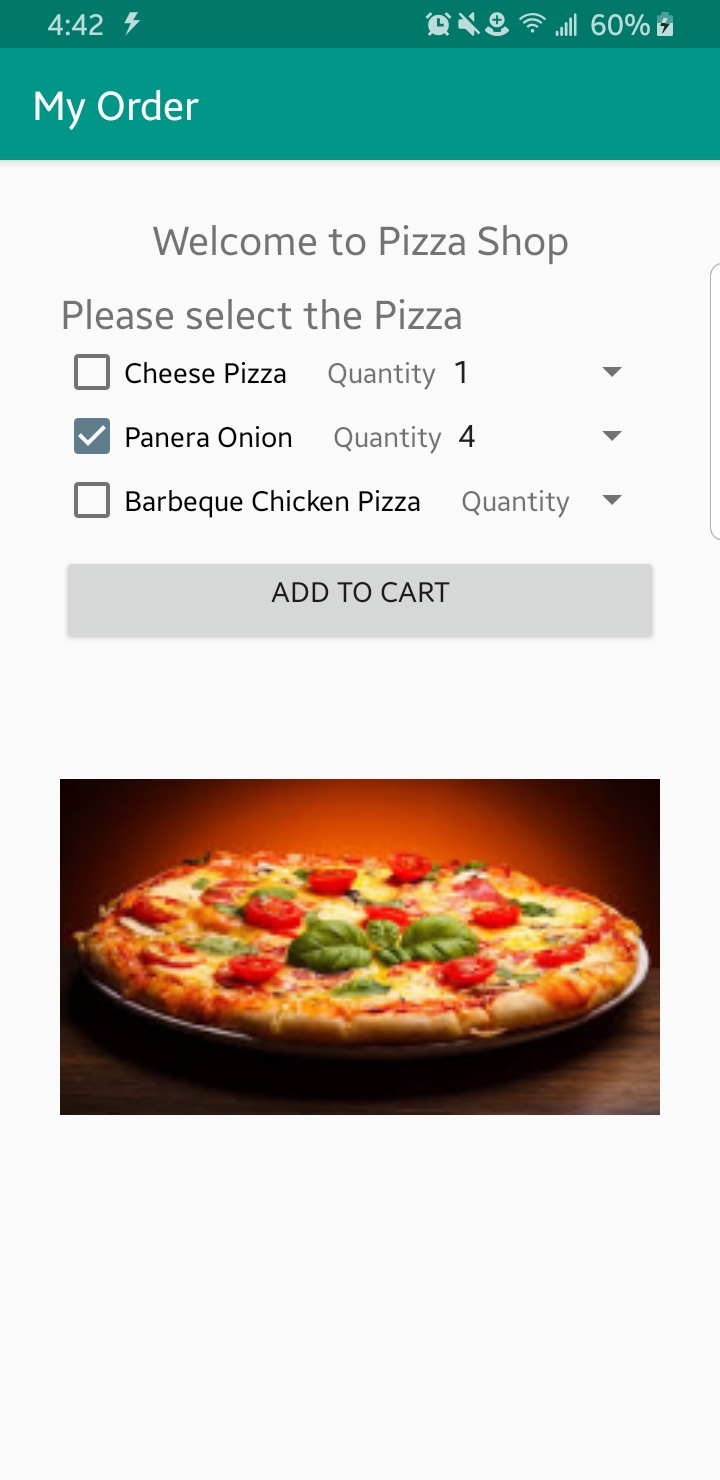 4:42 60%
My Order
Welcome to Pizza Shop
Please select the Pizza
Cheese Pizza Quantity 1
Panera Onion Quantity 4
Barbeque Chicken Pizza Quantity
ADD TO CART